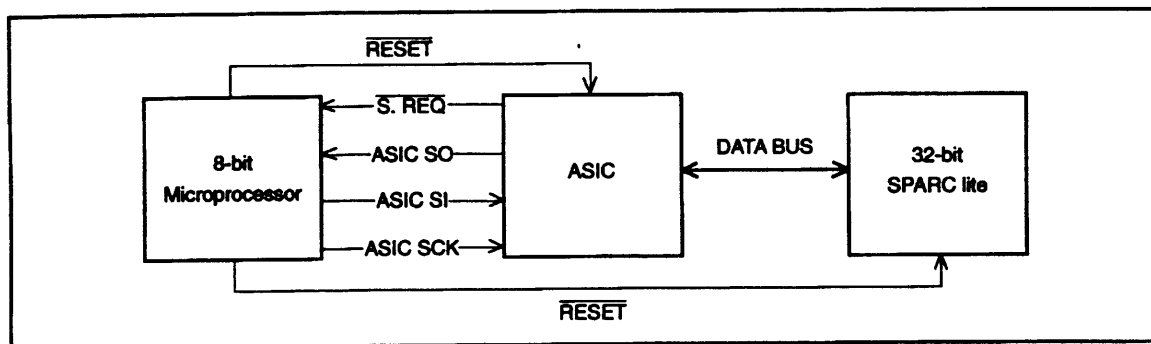 RESET
S. REQ
8-bit
Microprocessor
ASIC SO
ASIC SI
ASIC SCK
ASIC
DATA BUS
32-bit
SPARC lite
RESET